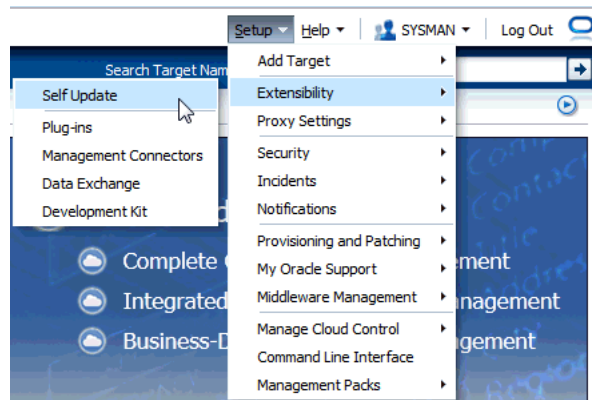 Setup Help SYSMAN Log Out
Search Target Nam
Add Target
Extensibility
Proxy Settings
Security
Incidents
Notifications
Provisioning and Patching
My Oracle Support
Middleware Management
Manage Cloud Control
Command Line Interface
Management Packs
Self Update
Plug-ins
Management Connectors
Data Exchange
Development Kit
Complete ement
Integrated anagement
Business-D gement